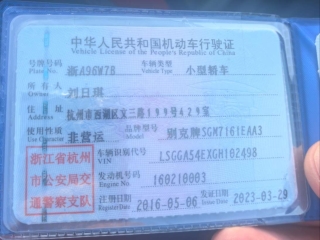 中华人民共和国机动车行驶证
Vehicle License of the People's Republic of China
号牌号码 浙A96W7B 车辆类型 小型轿车
Plate No. Vehicle Type
所有人 刘日琪
Owner
住址 杭州市西湖区文三路199号429室
Address
使用性质 非营运 品牌型号 别克牌SGM7161EAA3
Use Character Model
浙江省杭州
市公安局交
通警察支队
车辆识别代号 LSGGA54EXGH102498
VIN
发动机号码 160210003
Engine No.
注册日期 2016-05-06 发证日期 2023-03-29
Register Date Issue Date